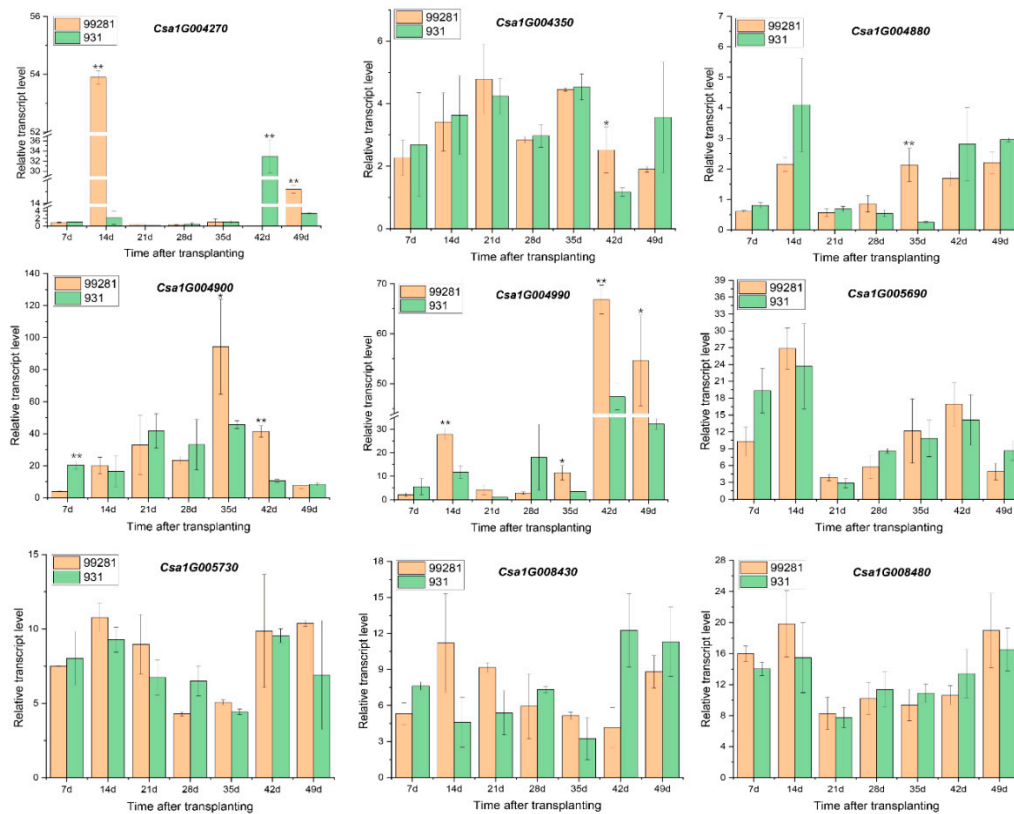 Csa1G004270
99281
931
**
**
**
56
54
52
36
34
32
30
28
14
4
2
0
Relative transcript level
7d 14d 21d 28d 35d 42d 49d
Time after transplanting
Csa1G004350
99281
931
*
6
4
2
0
Relative transcript level
7d 14d 21d 28d 35d 42d 49d
Time after transplanting
Csa1G004880
99281
931
**
8
7
6
5
4
3
2
1
0
Relative transcript level
7d 14d 21d 28d 35d 42d 49d
Time after transplanting
Csa1G004900
99281
931
**
*
**
140
120
100
80
60
40
20
0
Relative transcript level
7d 14d 21d 28d 35d 42d 49d
Time after transplanting
Csa1G004990
99281
931
**
*
**
*
70
60
50
30
20
10
0
Relative transcript level
7d 14d 21d 28d 35d 42d 49d
Time after transplanting
Csa1G005690
99281
931
39
36
33
30
27
24
21
18
15
12
9
6
3
0
Relative transcript level
7d 14d 21d 28d 35d 42d 49d
Time after transplanting
Csa1G005730
99281
931
15
10
5
0
Relative transcript level
7d 14d 21d 28d 35d 42d 49d
Time after transplanting
Csa1G008430
99281
931
18
15
12
9
6
3
0
Relative transcript level
7d 14d 21d 28d 35d 42d 49d
Time after transplanting
Csa1G008480
99281
931
28
24
20
16
12
8
4
0
Relative transcript level
7d 14d 21d 28d 35d 42d 49d
Time after transplanting